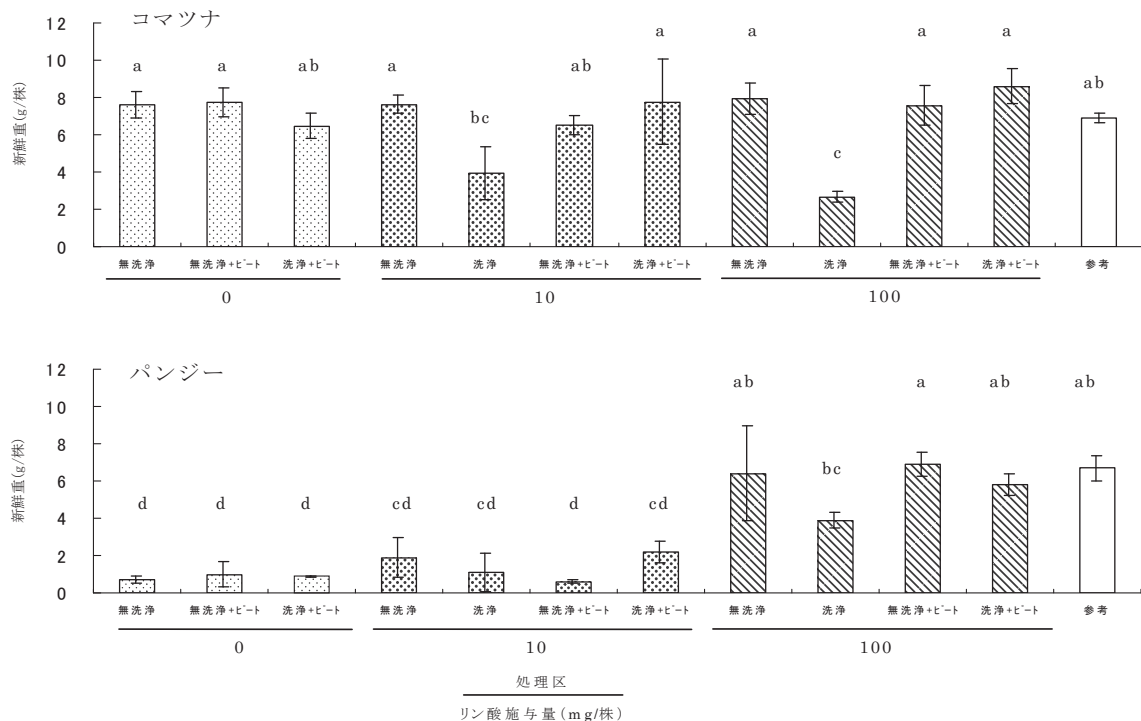 コマツナ
新鮮重(g/株)
12
10
8
6
4
2
0
a a ab a bc ab a a c a a ab
無洗浄 無洗浄+ピート 洗浄+ピート 無洗浄 洗浄 無洗浄+ピート 洗浄+ピート 無洗浄 洗浄 無洗浄+ピート 洗浄+ピート 参考
0 10 100
パンジー
新鮮重(g/株)
12
10
8
6
4
2
0
d d d cd cd d cd ab bc a ab ab
無洗浄 無洗浄+ピート 洗浄+ピート 無洗浄 洗浄 無洗浄+ピート 洗浄+ピート 無洗浄 洗浄 無洗浄+ピート 洗浄+ピート 参考
0 10 100
処理区
リン酸施与量(mg/株)